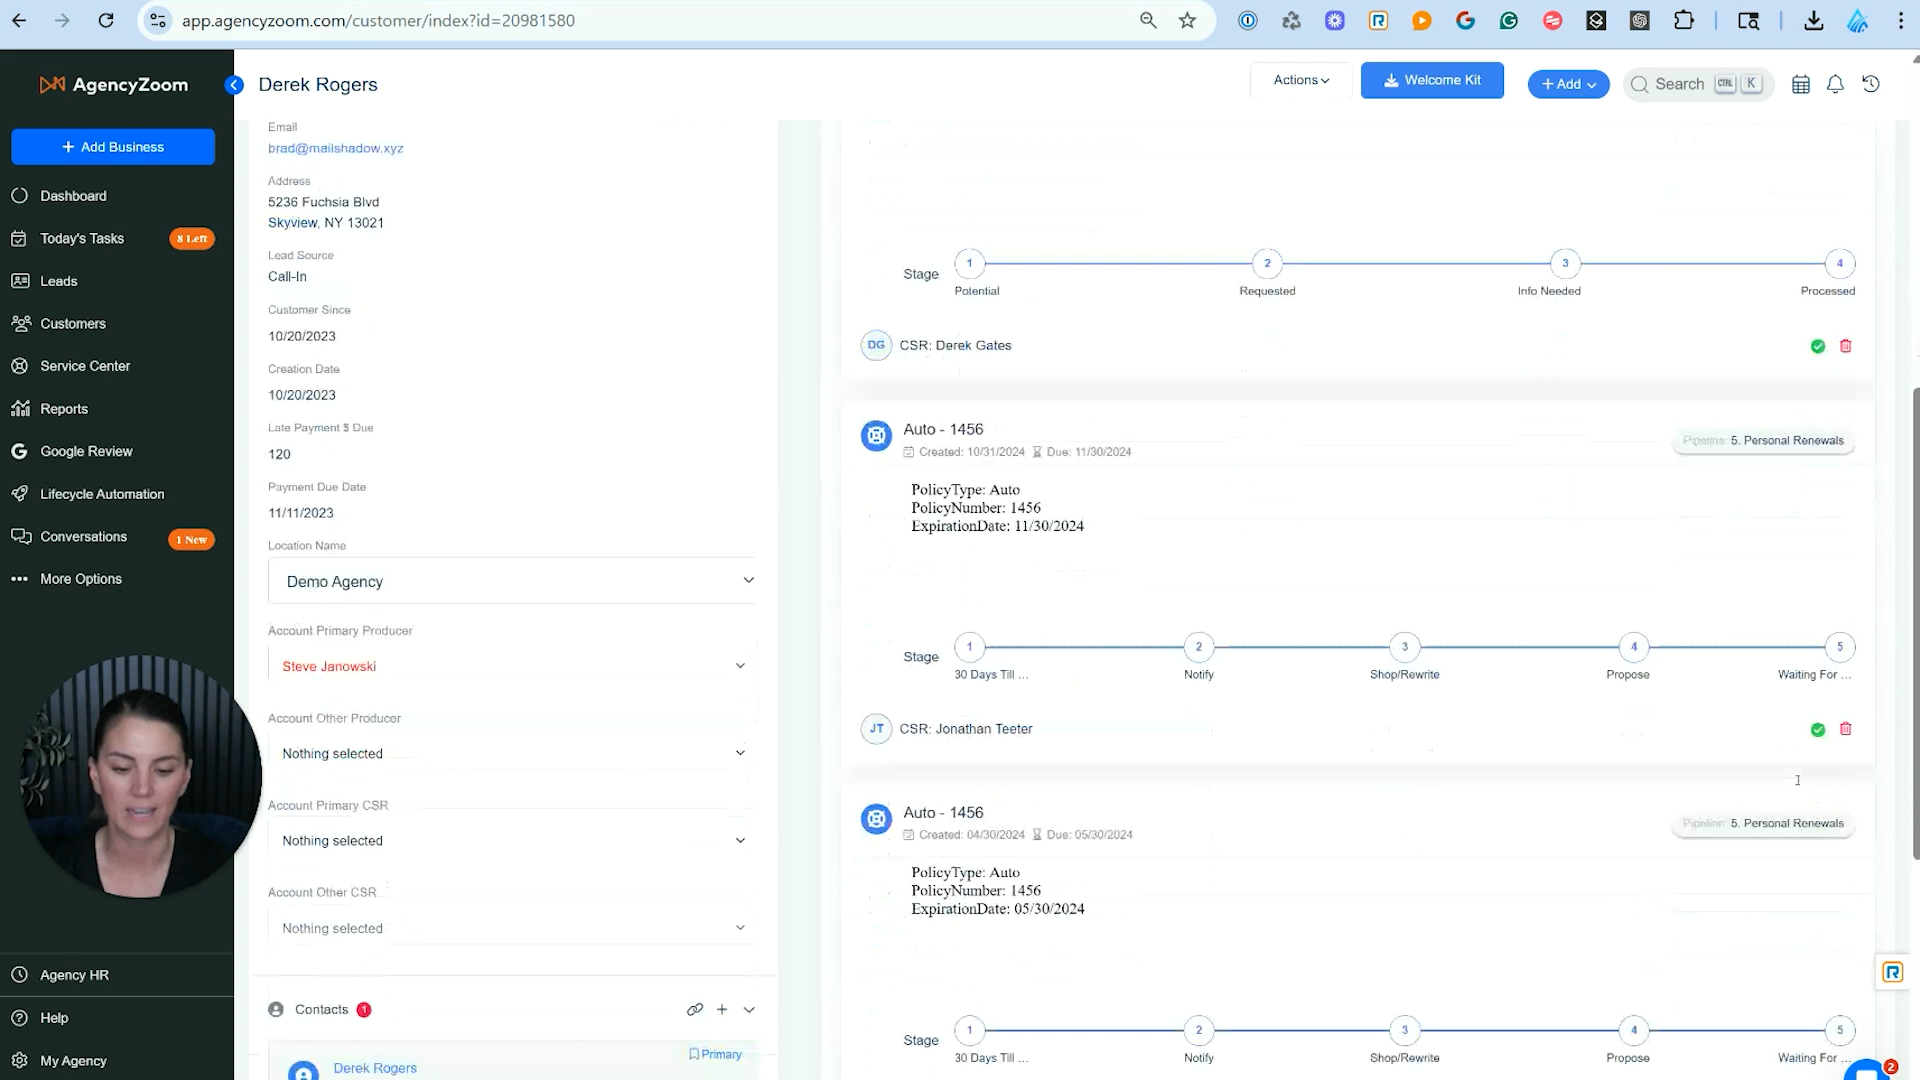 app.agencyzoom.com/customer/index?id=20981580
AgencyZoom
Derek Rogers
Actions
Welcome Kit
+ Add
Search CTRL K
+ Add Business
Dashboard
Today's Tasks
8 Left
Leads
Customers
Service Center
Reports
Google Review
Lifecycle Automation
Conversations
1 New
More Options
Agency HR
Help
My Agency
Email
brad@mailshadow.xyz
Address
5236 Fuchsia Blvd
Skyview, NY 13021
Lead Source
Call-In
Customer Since
10/20/2023
Creation Date
10/20/2023
Late Payment $ Due
120
Payment Due Date
11/11/2023
Location Name
Demo Agency
Account Primary Producer
Steve Janowski
Account Other Producer
Nothing selected
Account Primary CSR
Nothing selected
Account Other CSR
Nothing selected
Contacts 1
Primary
Derek Rogers
Stage
1 2 3 4
Potential Requested Info Needed Processed
DG CSR: Derek Gates
Auto - 1456
Created: 10/31/2024 Due: 11/30/2024
Pipeline: 5. Personal Renewals
PolicyType: Auto
PolicyNumber: 1456
ExpirationDate: 11/30/2024
Stage
1 2 3 4 5
30 Days Till ... Notify Shop/Rewrite Propose Waiting For ...
JT CSR: Jonathan Teeter
Auto - 1456
Created: 04/30/2024 Due: 05/30/2024
Pipeline: 5. Personal Renewals
PolicyType: Auto
PolicyNumber: 1456
ExpirationDate: 05/30/2024
Stage
1 2 3 4 5
30 Days Till ... Notify Shop/Rewrite Propose Waiting For ...
2